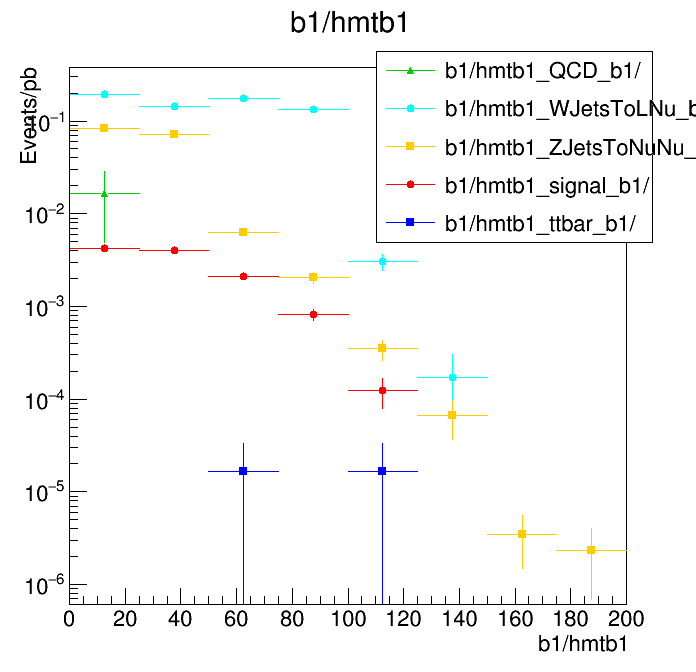 b1/hmtb1
Events/pb
b1/hmtb1_QCD_b1/
b1/hmtb1_WJetsToLNu_b
b1/hmtb1_ZJetsToNuNu_
b1/hmtb1_signal_b1/
b1/hmtb1_ttbar_b1/
10⁻¹
10⁻²
10⁻³
10⁻⁴
10⁻⁵
10⁻⁶
0 20 40 60 80 100 120 140 160 180 200
b1/hmtb1